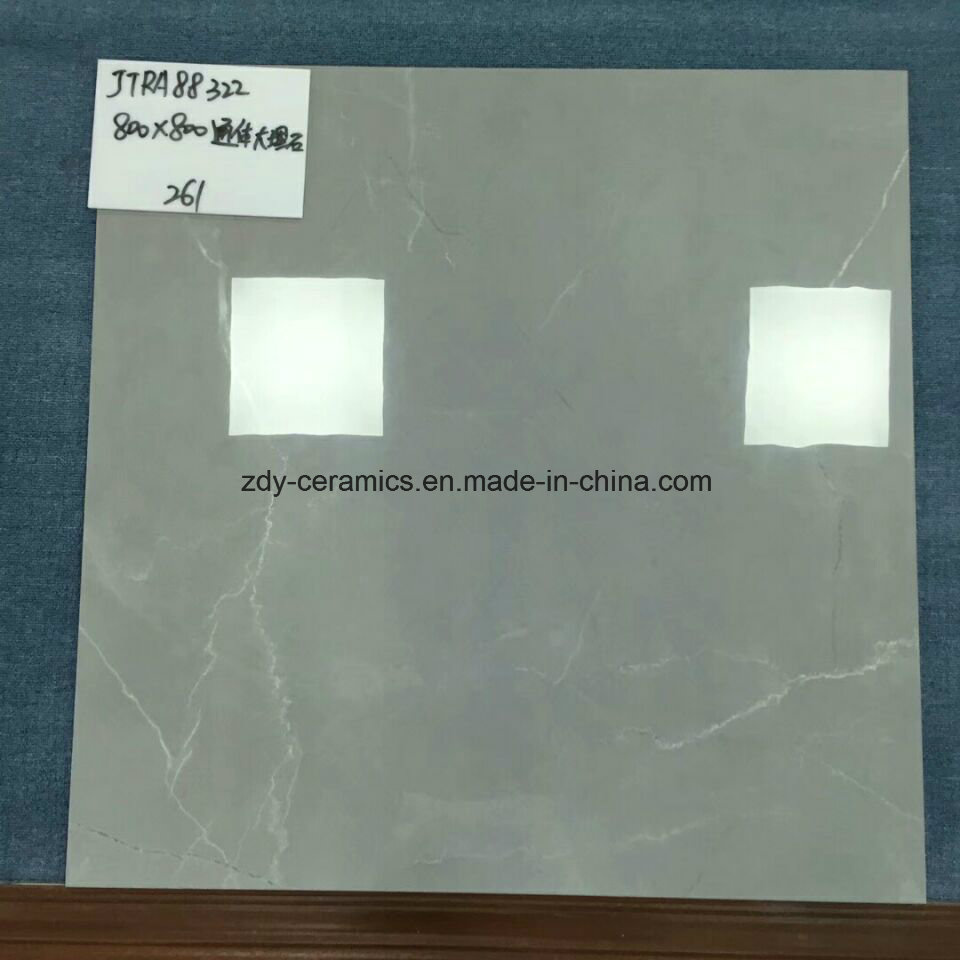 JTRA88322
800×800通体大理石
261
zdy-ceramics.en.made-in-china.com